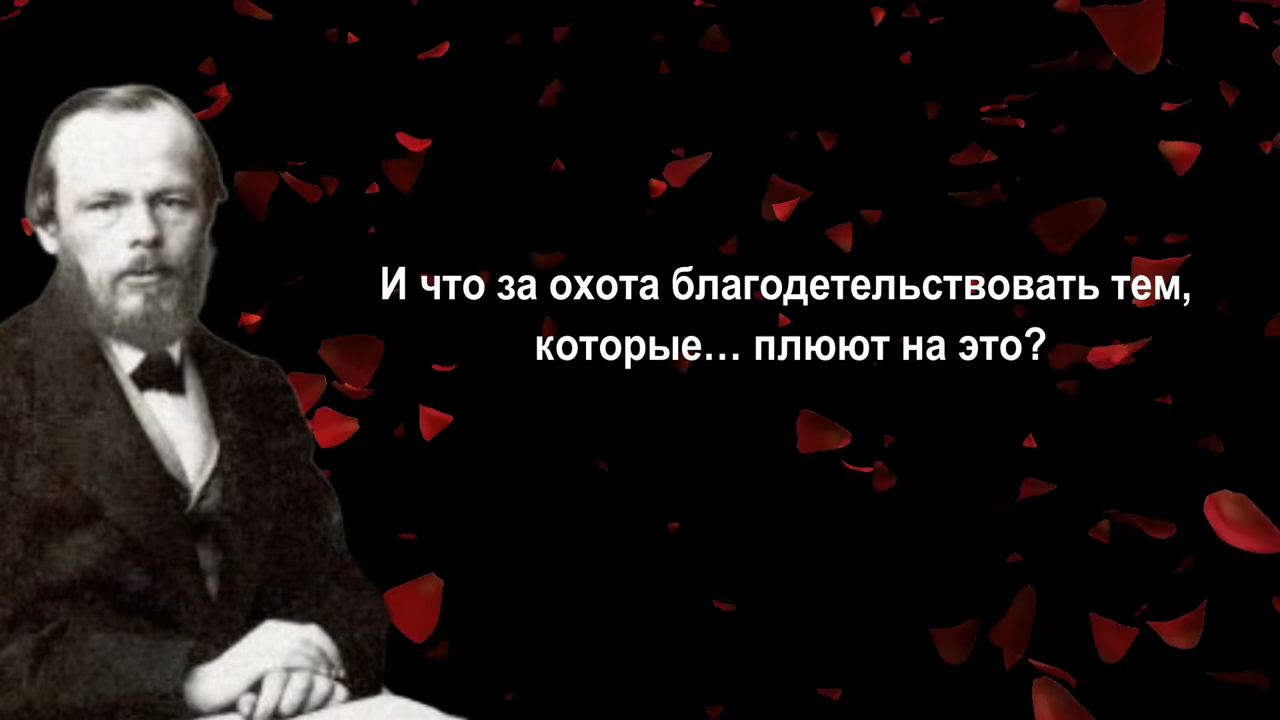 И что за охота благодетельствовать тем,
которые… плюют на это?